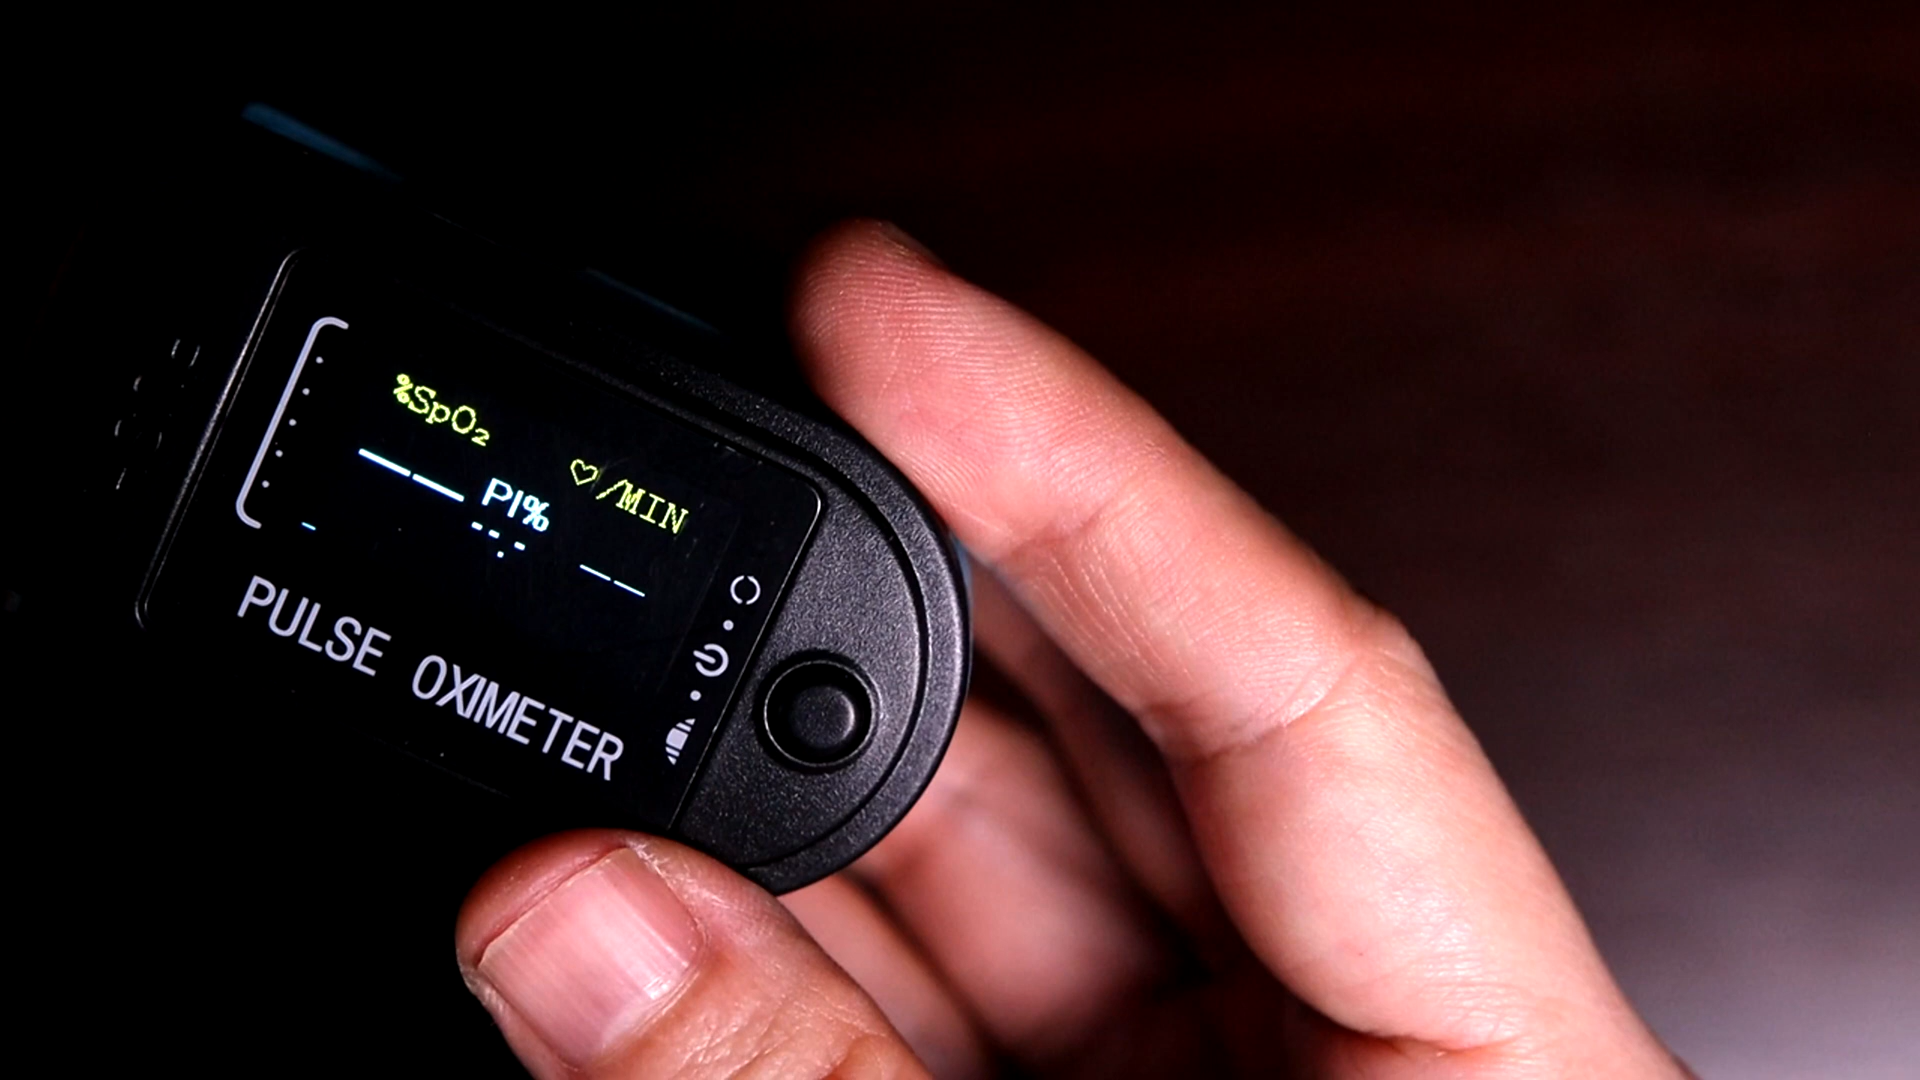 %SpO₂
♡/MIN
-- PI%
-.-
--
PULSE OXIMETER